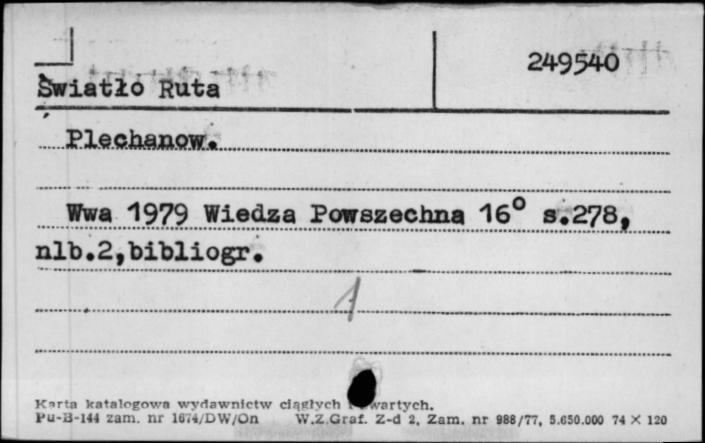 249540
Światło Ruta
Plechanow.
Wwa 1979 Wiedza Powszechna 16° s.278,
nlb.2,bibliogr.
1
Karta katalogowa wydawnictw ciągłych i zwartych.
Pu-B-144 zam. nr 1674/DW/On W.Z.Graf. Z-d 2, Zam. nr 988/77, 5.650.000 74 × 120